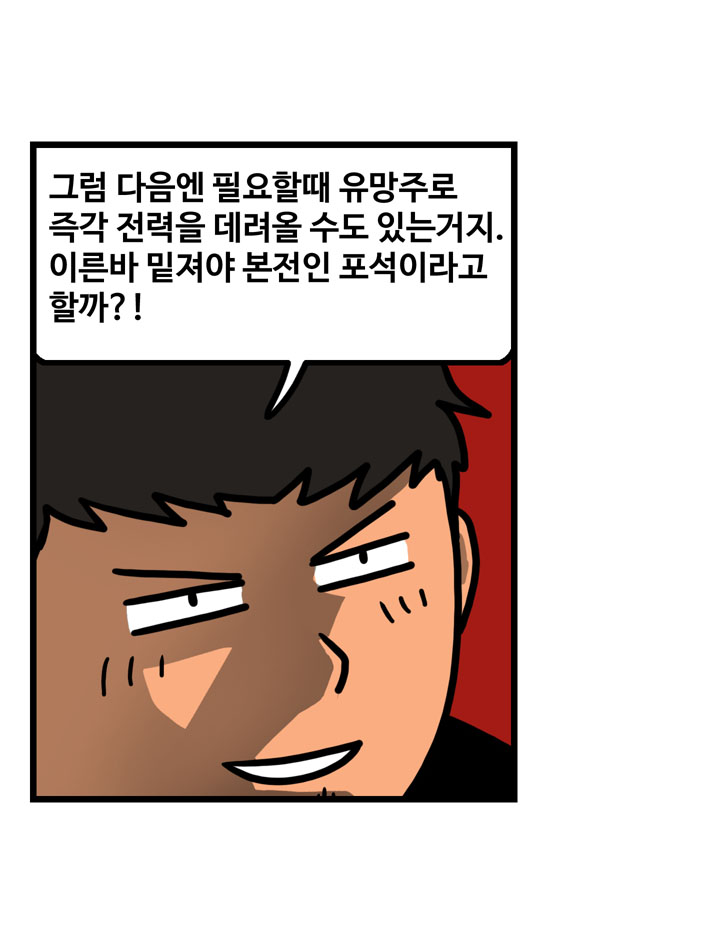 그럼 다음엔 필요할때 유망주로
즉각 전력을 데려올 수도 있는거지.
이른바 밑져야 본전인 포석이라고
할까?!